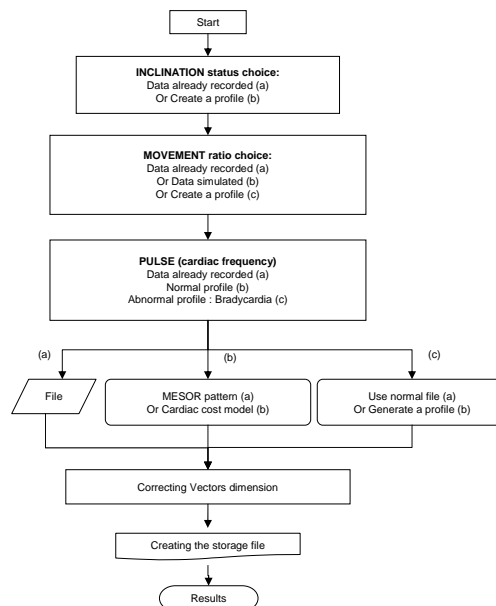 Start
INCLINATION status choice:
Data already recorded (a)
Or Create a profile (b)
MOVEMENT ratio choice:
Data already recorded (a)
Or Data simulated (b)
Or Create a profile (c)
PULSE (cardiac frequency)
Data already recorded (a)
Normal profile (b)
Abnormal profile : Bradycardia (c)
(a)
(b)
(c)
File
MESOR pattern (a)
Or Cardiac cost model (b)
Use normal file (a)
Or Generate a profile (b)
Correcting Vectors dimension
Creating the storage file
Results